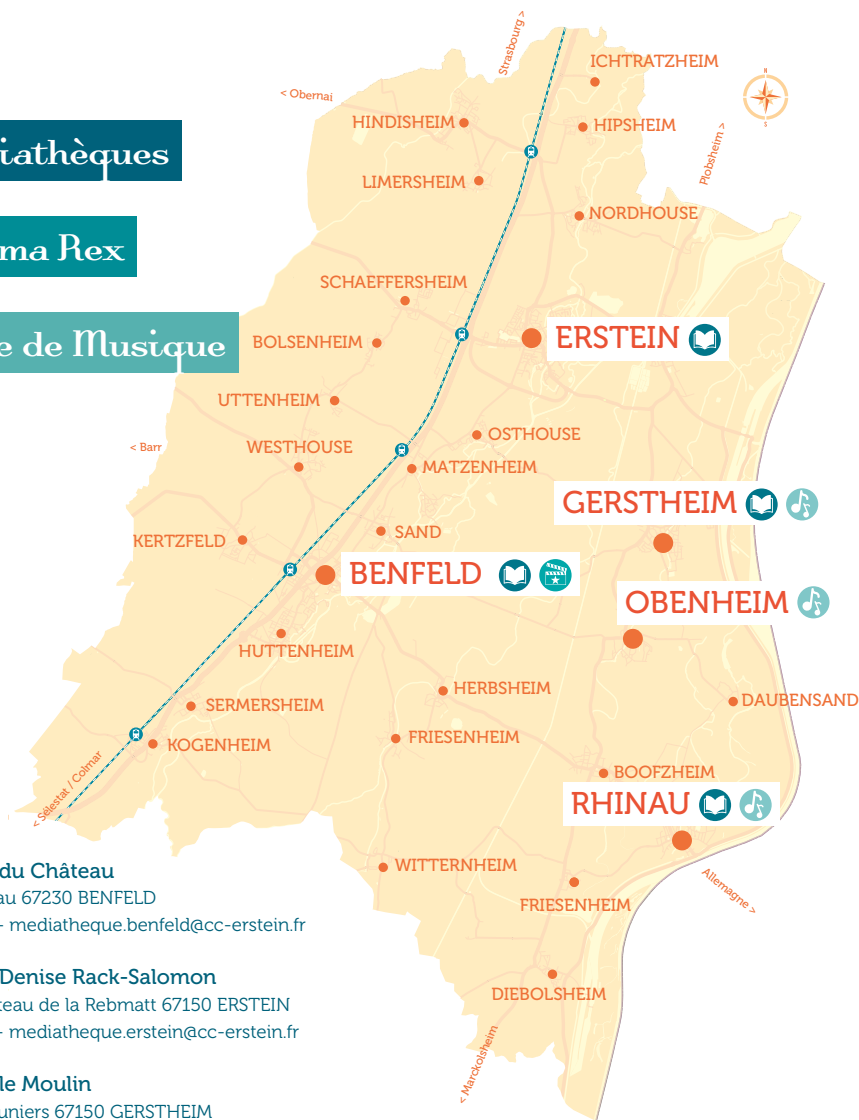 Strasbourg >
ICHTRATZHEIM
< Obernai
HINDISHEIM
HIPSHEIM
Plobsheim >
iathèques
LIMERSHEIM
NORDHOUSE
ma Rex
SCHAEFFERSHEIM
e de Musique
BOLSENHEIM
ERSTEIN
UTTENHEIM
< Barr
WESTHOUSE
OSTHOUSE
MATZENHEIM
GERSTHEIM
KERTZFELD
SAND
BENFELD
OBENHEIM
HUTTENHEIM
HERBSHEIM
DAUBENSAND
SERMERSHEIM
FRIESENHEIM
KOGENHEIM
BOOFZHEIM
< Sélestat / Colmar
RHINAU
WITTERNHEIM
Allemagne >
FRIESENHEIM
DIEBOLSHEIM
< Marckolsheim
du Château
au 67230 BENFELD
- mediatheque.benfeld@cc-erstein.fr
Denise Rack-Salomon
teau de la Rebmatt 67150 ERSTEIN
- mediatheque.erstein@cc-erstein.fr
le Moulin
uniers 67150 GERSTHEIM